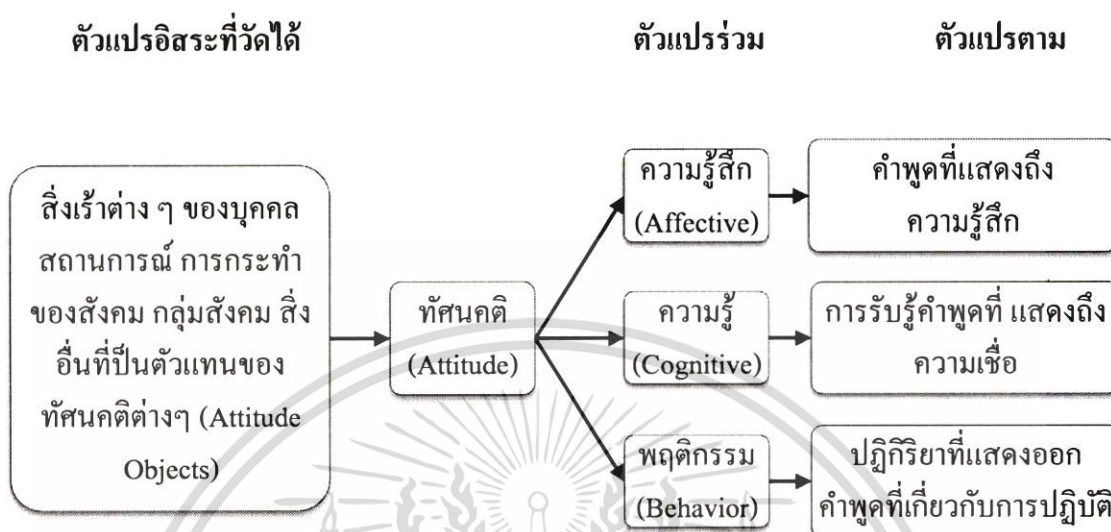 ตัวแปรอิสระที่วัดได้
ตัวแปรร่วม
ตัวแปรตาม
สิ่งเร้าต่าง ๆ ของบุคคล
สถานการณ์ การกระทำ
ของสังคม กลุ่มสังคม สิ่ง
อื่นที่ป็นตัวแทนของ
ทัศนคติต่างๆ (Attitude
Objects)
ทัศนคติ
(Attitude)
ความรู้สึก
(Affective)
คำพูดที่แสดงถึง
ความรู้สึก
ความรู้
(Cognitive)
การรับรู้คำพูดที่ แสดงถึง
ความเชื่อ
พฤติกรรม
(Behavior)
ปฏิกิริยาที่แสดงออก
คำพูดที่เกี่ยวกับการปฏิบัติ